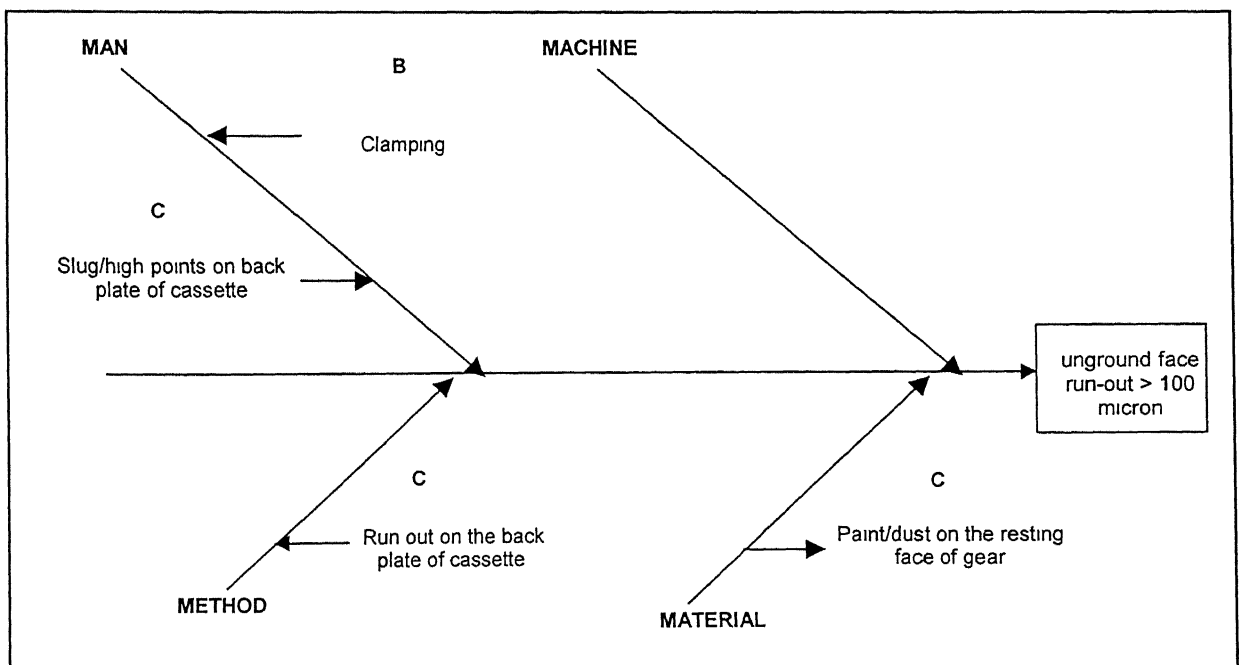 MAN
MACHINE
B
Clamping
C
Slug/high points on back
plate of cassette
unground face
run-out > 100
micron
C
Run out on the back
plate of cassette
C
Paint/dust on the resting
face of gear
METHOD
MATERIAL